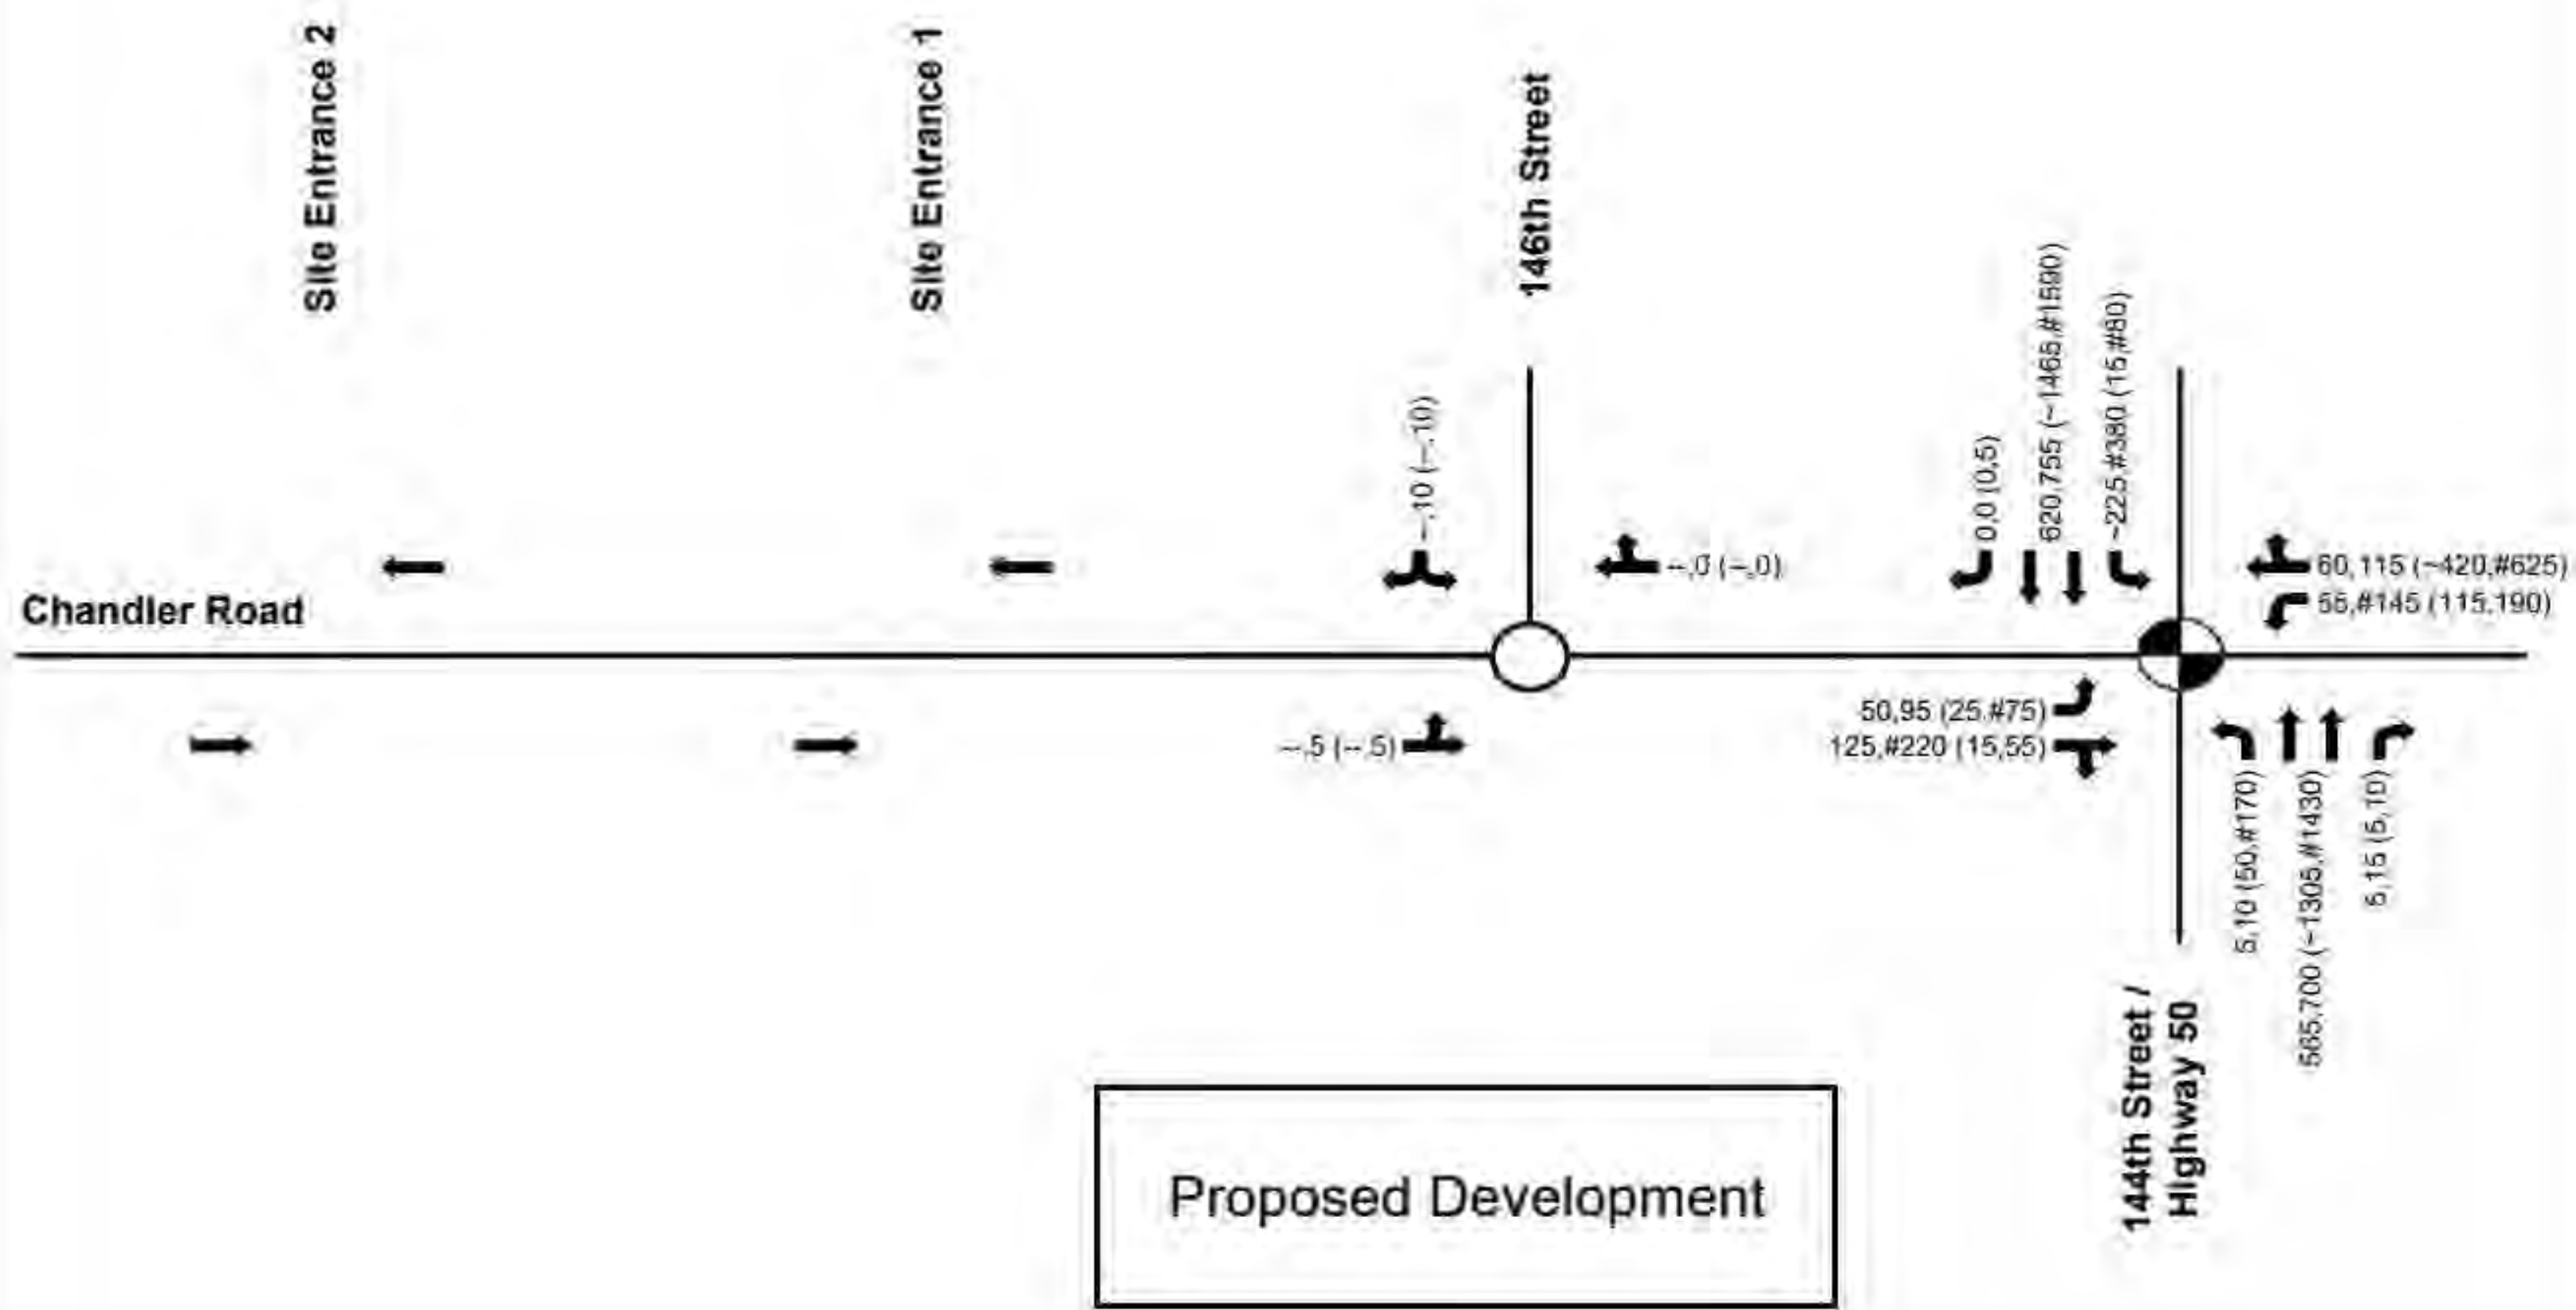 Site Entrance 2
Site Entrance 1
146th Street
--,10 (--,10)
0,0 (0,5)
620,755 (~1465,#1590)
~225,#380 (15,#80)
--,0 (--,0)
60,115 (~420,#625)
55,#145 (115,190)
Chandler Road
50,95 (25,#75)
--,5 (--,5)
125,#220 (15,55)
5,10 (50,#170)
565,700 (~1305,#1430)
5,15 (5,10)
144th Street /
Highway 50
Proposed Development